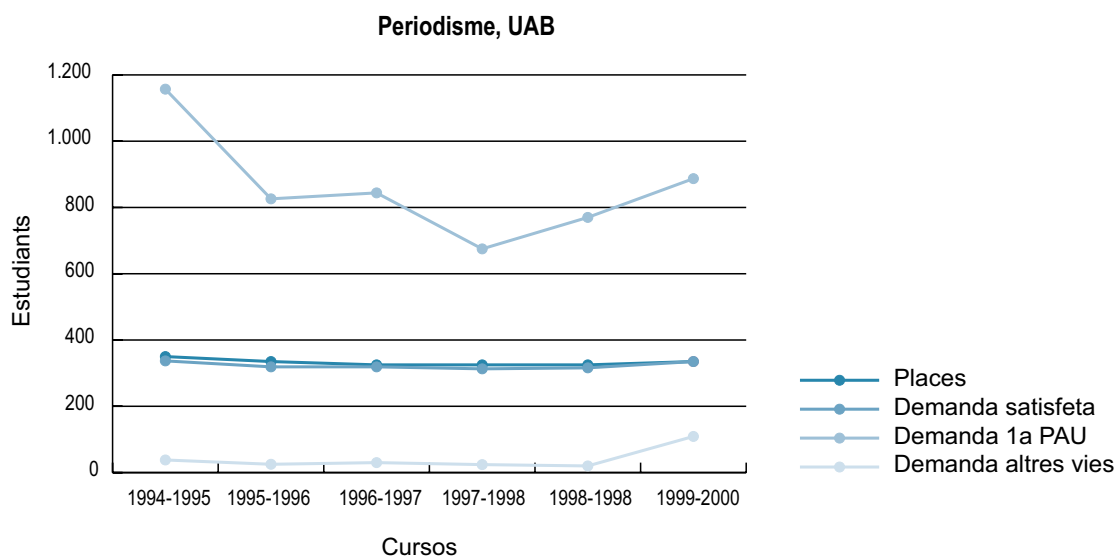 Periodisme, UAB
1.200
1.000
800
600
400
200
0
Estudiants
1994-1995 1995-1996 1996-1997 1997-1998 1998-1998 1999-2000
Cursos
Places
Demanda satisfeta
Demanda 1a PAU
Demanda altres vies